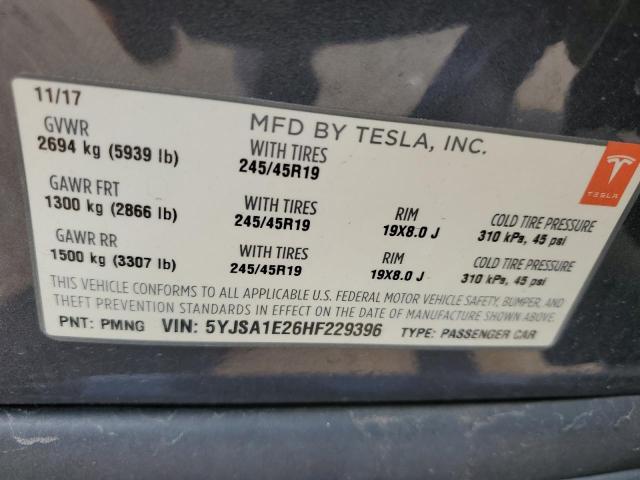 11/17
MFD BY TESLA, INC.
GVWR
2694 kg (5939 lb)
WITH TIRES
245/45R19
TESLA
GAWR FRT
1300 kg (2866 lb)
WITH TIRES
245/45R19
RIM
19X8.0 J
COLD TIRE PRESSURE
310 kPa, 45 psi
GAWR RR
1500 kg (3307 lb)
WITH TIRES
245/45R19
RIM
19X8.0 J
COLD TIRE PRESSURE
310 kPa, 45 psi
THIS VEHICLE CONFORMS TO ALL APPLICABLE U.S. FEDERAL MOTOR VEHICLE SAFETY, BUMPER, AND
THEFT PREVENTION STANDARDS IN EFFECT ON THE DATE OF MANUFACTURE SHOWN ABOVE.
PNT: PMNG VIN: 5YJSA1E26HF229396 TYPE: PASSENGER CAR